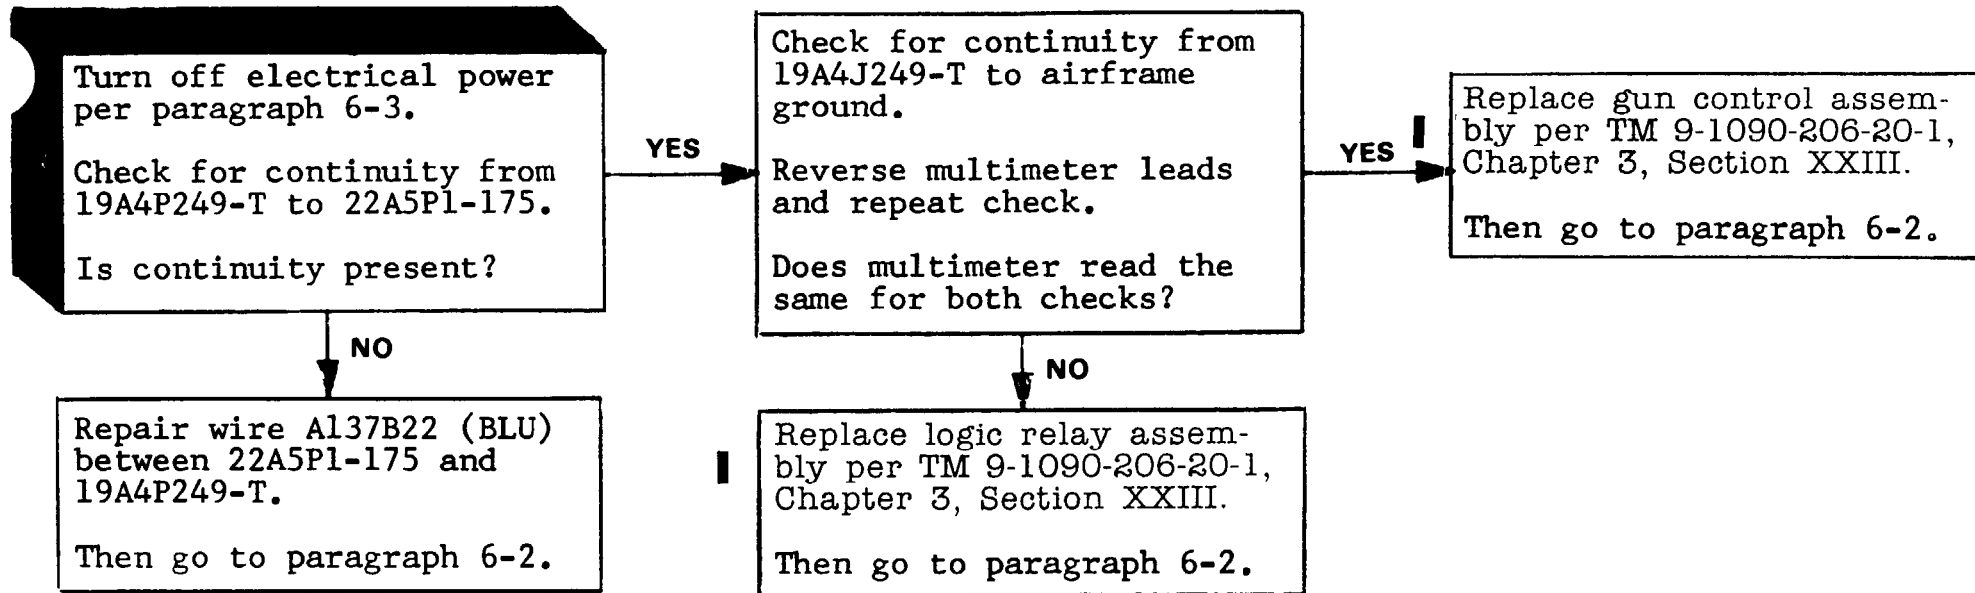 Turn off electrical power
per paragraph 6-3.
Check for continuity from
19A4P249-T to 22A5P1-175.
Is continuity present?
YES
NO
Check for continuity from
19A4J249-T to airframe
ground.
Reverse multimeter leads
and repeat check.
Does multimeter read the
same for both checks?
YES
NO
Replace gun control assem-
bly per TM 9-1090-206-20-1,
Chapter 3, Section XXIII.
Then go to paragraph 6-2.
Repair wire A137B22 (BLU)
between 22A5P1-175 and
19A4P249-T.
Then go to paragraph 6-2.
Replace logic relay assem-
bly per TM 9-1090-206-20-1,
Chapter 3, Section XXIII.
Then go to paragraph 6-2.